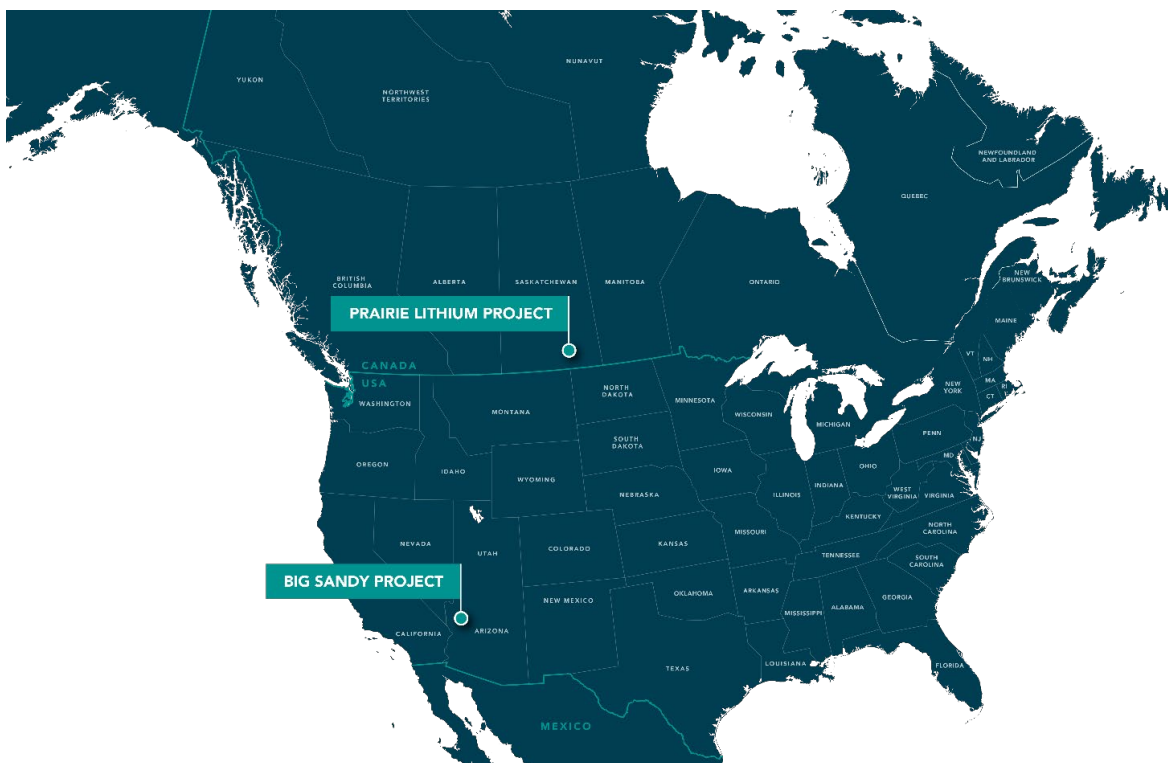 YUKON
NORTHWEST
TERRITORIES
NUNAVUT
NEWFOUNDLAND
AND LABRADOR
QUEBEC
BRITISH
COLUMBIA
ALBERTA
SASKATCHEWAN
MANITOBA
ONTARIO
NEW
BRUNSWICK
PRAIRIE LITHIUM PROJECT
MAINE
CANADA
USA
VT
NH
MA
RI
CT
NEW
YORK
WASHINGTON
MONTANA
NORTH
DAKOTA
MINNESOTA
WISCONSIN
MICHIGAN
PENN
NJ
MD
OREGON
IDAHO
WYOMING
SOUTH
DAKOTA
IOWA
NEBRASKA
ILLINOIS
INDIANA
OHIO
WEST
VIRGINIA
VIRGINIA
KENTUCKY
NORTH
CAROLINA
NEVADA
UTAH
COLORADO
KANSAS
MISSOURI
TENNESSEE
SOUTH
CAROLINA
BIG SANDY PROJECT
NEW MEXICO
OKLAHOMA
ARKANSAS
MISSISSIPPI
ALABAMA
GEORGIA
CALIFORNIA
ARIZONA
TEXAS
LOUISIANA
FLORIDA
MEXICO